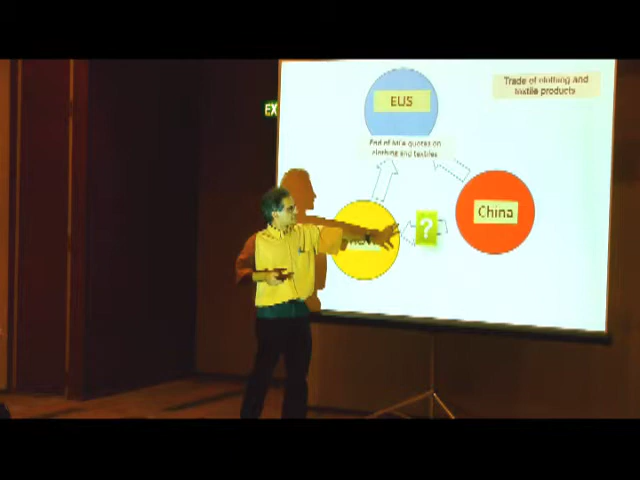 EX
EUS
Trade of clothing and
textile products
End of MFA quotas on
clothing and textiles
China
?